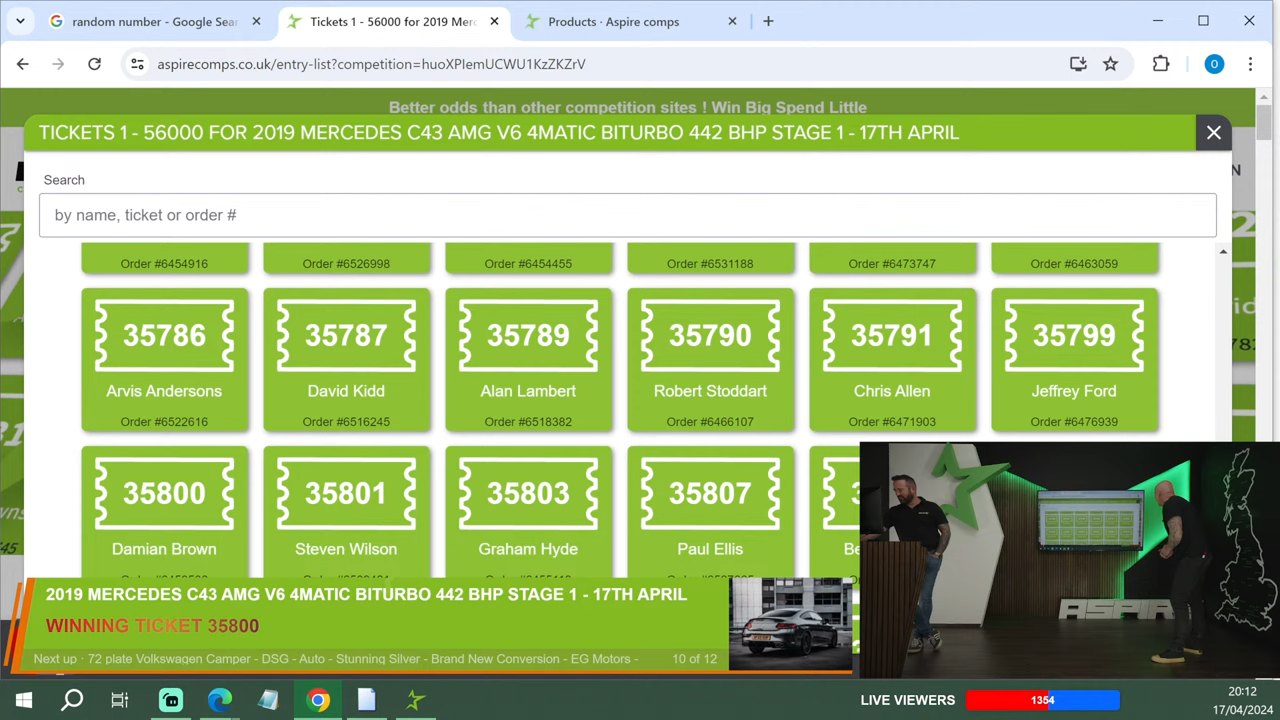 random number - Google Sear
Tickets 1 - 56000 for 2019 Merc
Products · Aspire comps
aspirecomps.co.uk/entry-list?competition=huoXPIemUCWU1KzZKZrV
O
Better odds than other competition sites ! Win Big Spend Little
TICKETS 1 - 56000 FOR 2019 MERCEDES C43 AMG V6 4MATIC BITURBO 442 BHP STAGE 1 - 17TH APRIL
Search
by name, ticket or order #
Order #6454916 Order #6526998 Order #6454455 Order #6531188 Order #6473747 Order #6463059
35786 35787 35789 35790 35791 35799
Arvis Andersons David Kidd Alan Lambert Robert Stoddart Chris Allen Jeffrey Ford
Order #6522616 Order #6516245 Order #6518382 Order #6466107 Order #6471903 Order #6476939
35800 35801 35803 35807
Damian Brown Steven Wilson Graham Hyde Paul Ellis Be
2019 MERCEDES C43 AMG V6 4MATIC BITURBO 442 BHP STAGE 1 - 17TH APRIL
WINNING TICKET 35800
Next up · 72 plate Volkswagen Camper - DSG - Auto - Stunning Silver - Brand New Conversion - EG Motors -
10 of 12
ASPIR
LIVE VIEWERS
1354
20:12
17/04/2024